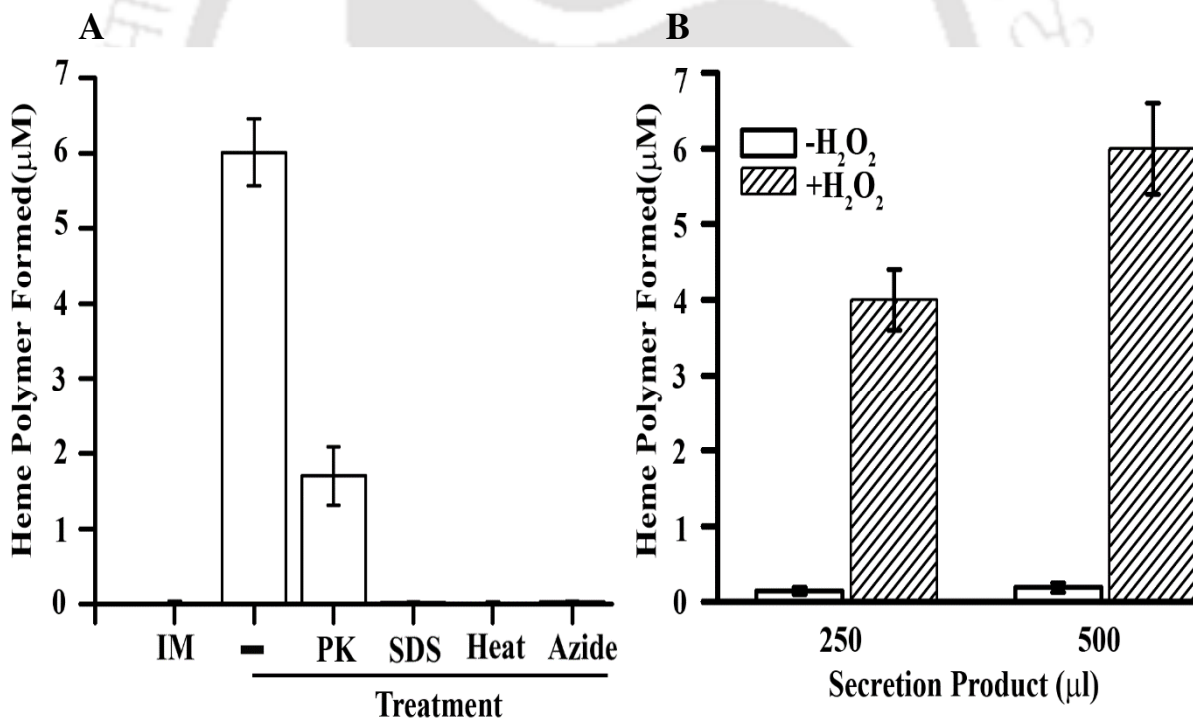 A
Heme Polymer Formed(μM)
7
6
5
4
3
2
1
0
IM
-
PK
SDS
Heat
Azide
Treatment
B
Heme Polymer Formed(μM)
7
6
5
4
3
2
1
0
-H₂O₂
+H₂O₂
250
500
Secretion Product (μl)